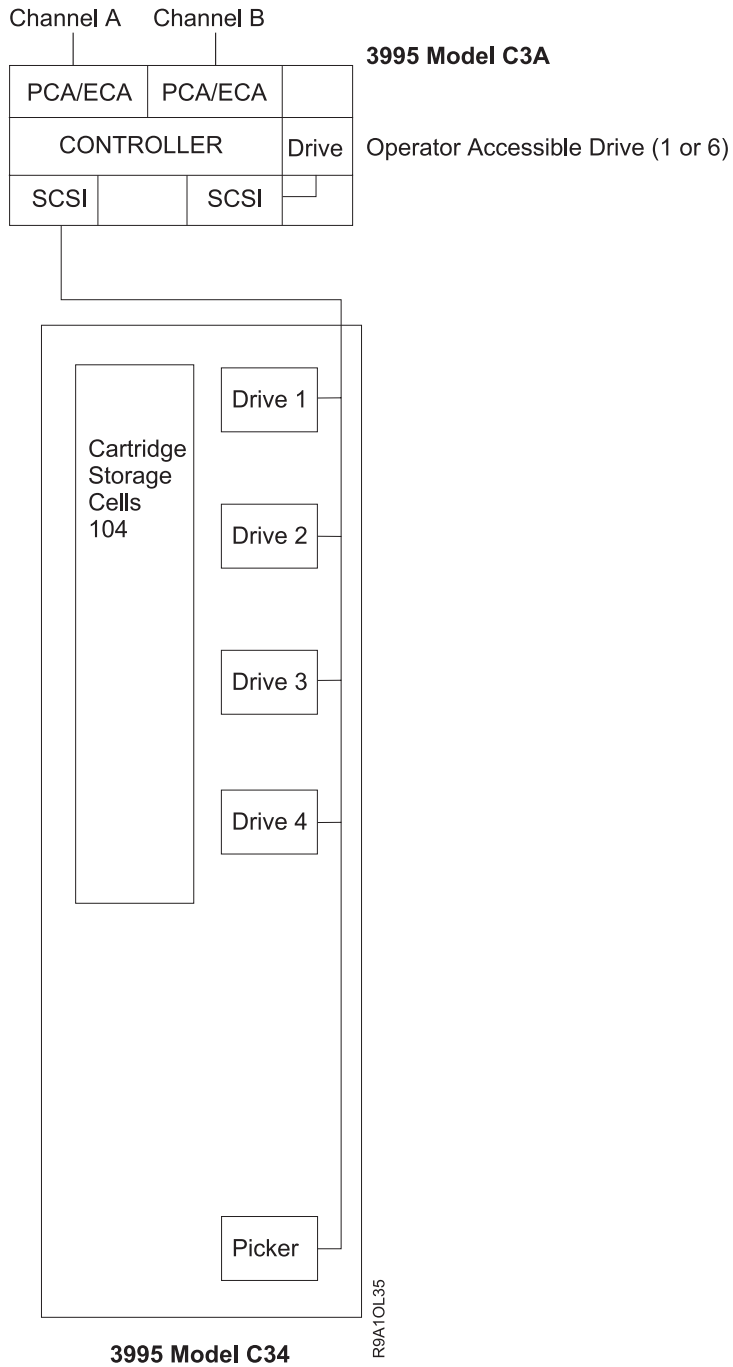 Channel A
Channel B
3995 Model C3A
PCA/ECA
PCA/ECA
CONTROLLER
Drive
Operator Accessible Drive (1 or 6)
SCSI
SCSI
Drive 1
Cartridge
Storage
Cells
104
Drive 2
Drive 3
Drive 4
Picker
R9A1OL35
3995 Model C34